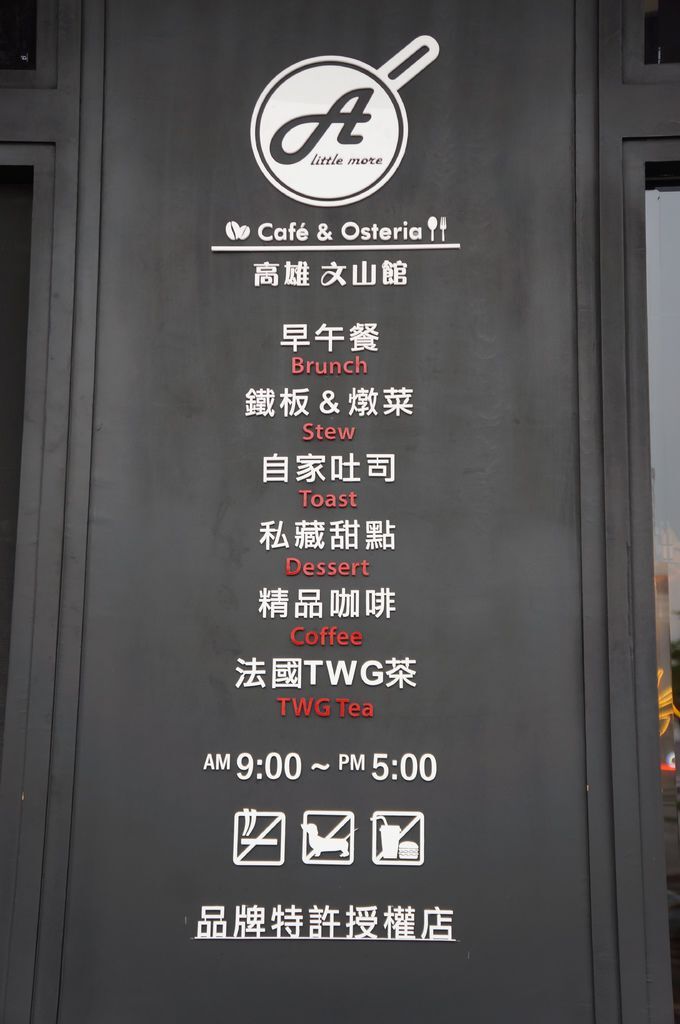 A
little more
Café & Osteria
高雄 文山館
早午餐
Brunch
鐵板 & 燉菜
Stew
自家吐司
Toast
私藏甜點
Dessert
精品咖啡
Coffee
法國TWG茶
TWG Tea
AM 9:00 ~ PM 5:00
品牌特許授權店